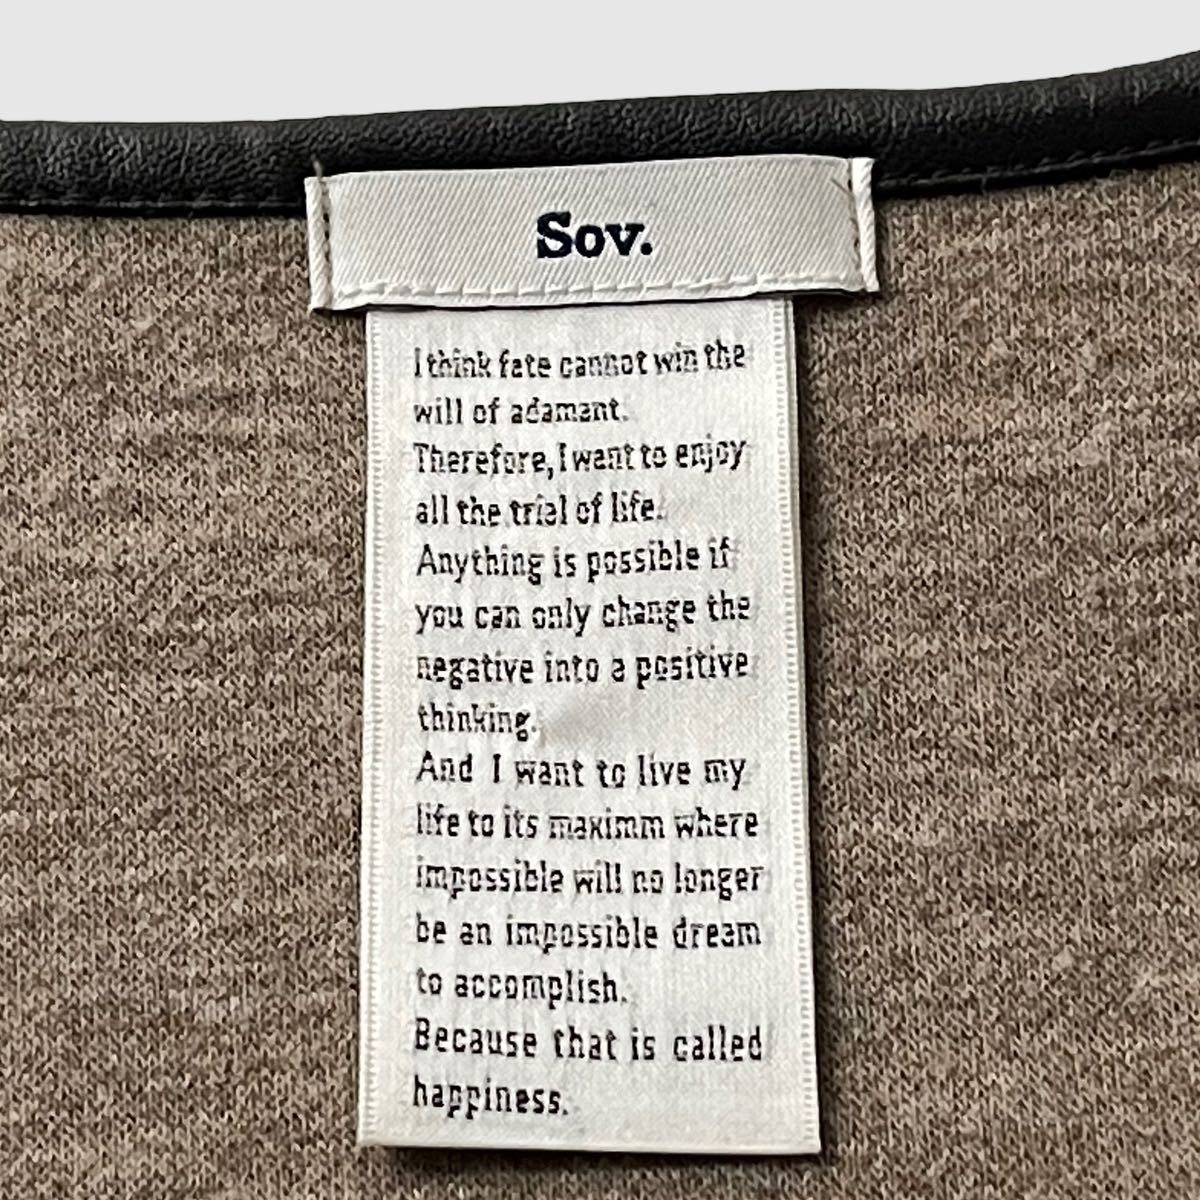 Sov.
I think fate cannot win the
will of adamant.
Therefore, I want to enjoy
all the trial of life.
Anything is possible if
you can only change the
negative into a positive
thinking.
And I want to live my
life to its maximm where
impossible will no longer
be an impossible dream
to accomplish.
Because that is called
happiness.